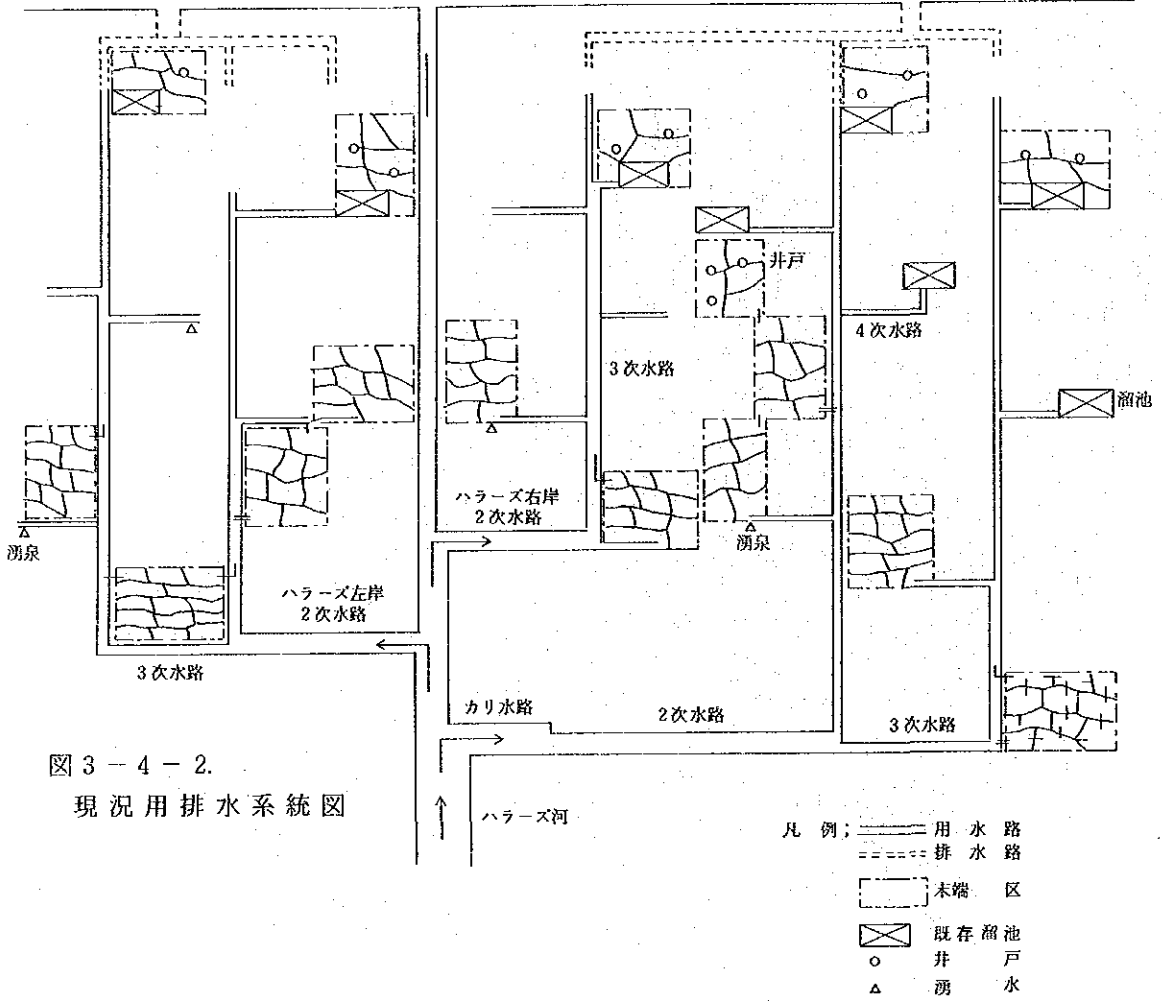 井戸
4次水路
3次水路
溜池
ハラーズ右岸
2次水路
湧泉
湧泉
ハラーズ左岸
2次水路
3次水路
カリ水路
2次水路
3次水路
図3-4-2.
現況用排水系統図
ハラーズ河
凡例;
用水路
排水路
末端区
既存溜池
井戸
湧水